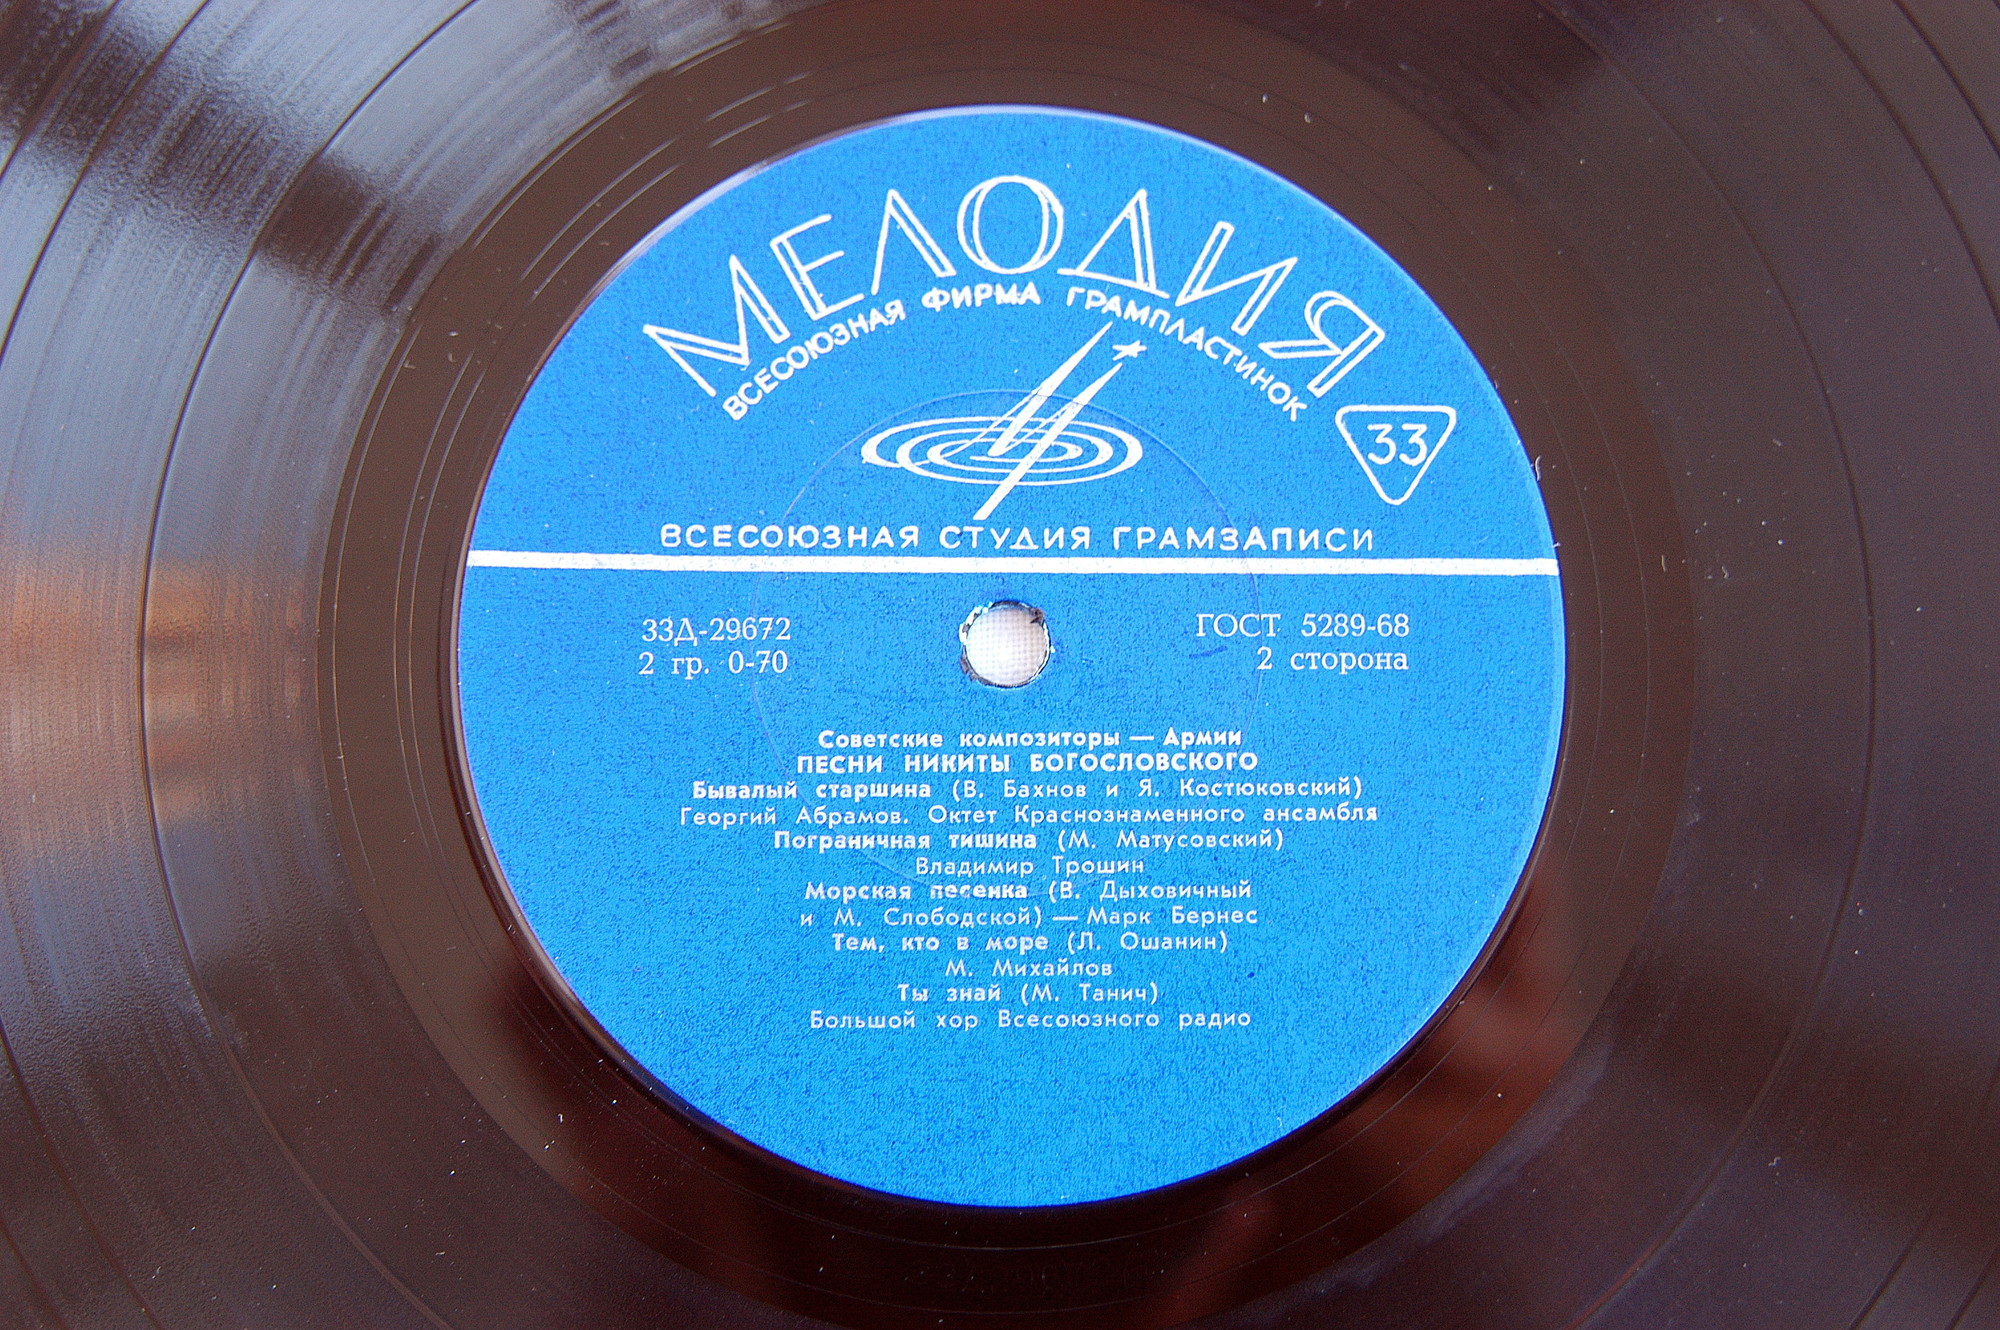 МЕЛОДИЯ
ВСЕСОЮЗНАЯ ФИРМА ГРАМПЛАСТИНОК
33
ВСЕСОЮЗНАЯ СТУДИЯ ГРАМЗАПИСИ
33Д-29672
2 гр. 0-70
ГОСТ 5289-68
2 сторона
Советские композиторы — Армии
ПЕСНИ НИКИТЫ БОГОСЛОВСКОГО
Бывалый старшина (В. Бахнов и Я. Костюковский)
Георгий Абрамов. Октет Краснознаменного ансамбля
Пограничная тишина (М. Матусовский)
Владимир Трошин
Морская песенка (В. Дыховичный
и М. Слободской) — Марк Бернес
Тем, кто в море (Л. Ошанин)
М. Михайлов
Ты знай (М. Танич)
Большой хор Всесоюзного радио